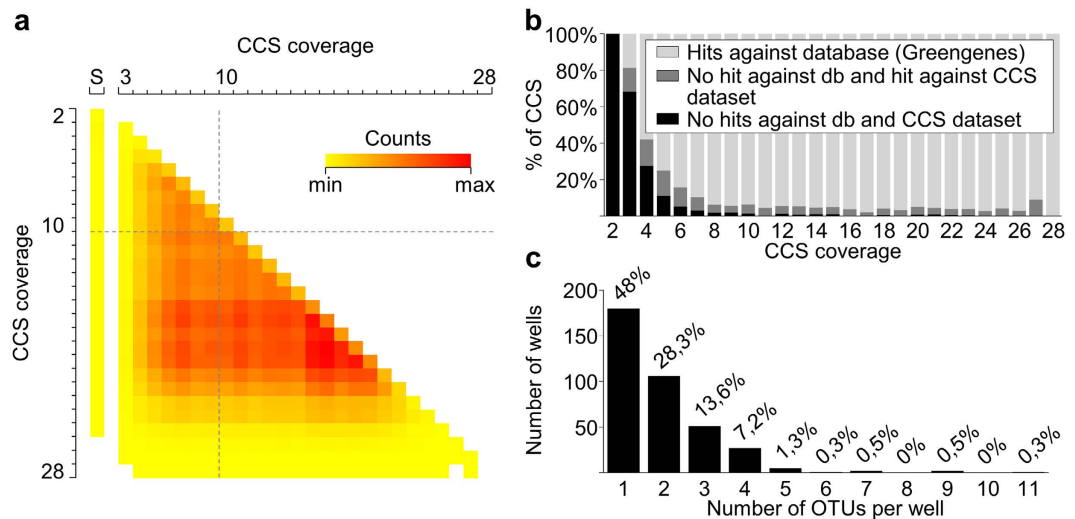 a
CCS coverage
S 3 10 28
2
10
28
CCS coverage
Counts
min max
b
100%
80%
60%
40%
20%
% of CCS
Hits against database (Greengenes)
No hit against db and hit against CCS
dataset
No hits against db and CCS dataset
2 4 6 8 10 12 14 16 18 20 22 24 26 28
CCS coverage
c
200
150
100
50
Number of wells
48%
28,3%
13,6%
7,2%
1,3%
0,3%
0,5%
0%
0,5%
0%
0,3%
1 2 3 4 5 6 7 8 9 10 11
Number of OTUs per well